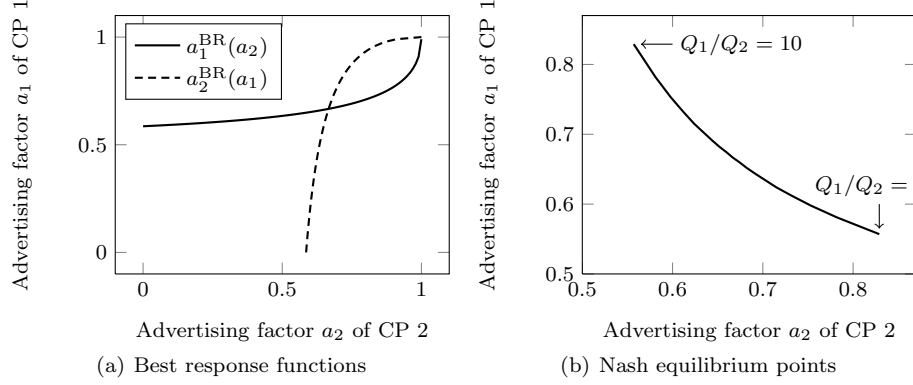 Advertising factor a₁ of CP 1
1
0.5
0
a₁ᴮᴿ(a₂)
a₂ᴮᴿ(a₁)
0
0.5
1
Advertising factor a₂ of CP 2
(a) Best response functions
Advertising factor a₁ of CP 1
0.8
0.7
0.6
0.5
Q₁/Q₂ = 10
Q₁/Q₂ =
0.5
0.6
0.7
0.8
Advertising factor a₂ of CP 2
(b) Nash equilibrium points